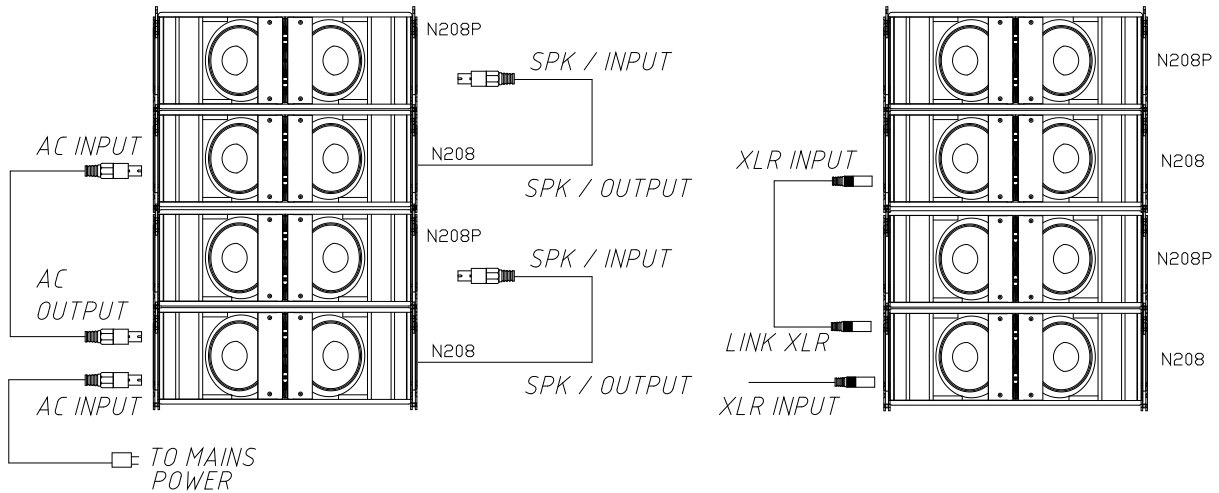 N208P
SPK / INPUT
AC INPUT
N208
SPK / OUTPUT
N208P
SPK / INPUT
AC
OUTPUT
N208
SPK / OUTPUT
AC INPUT
TO MAINS
POWER
N208P
XLR INPUT
N208
N208P
LINK XLR
N208
XLR INPUT